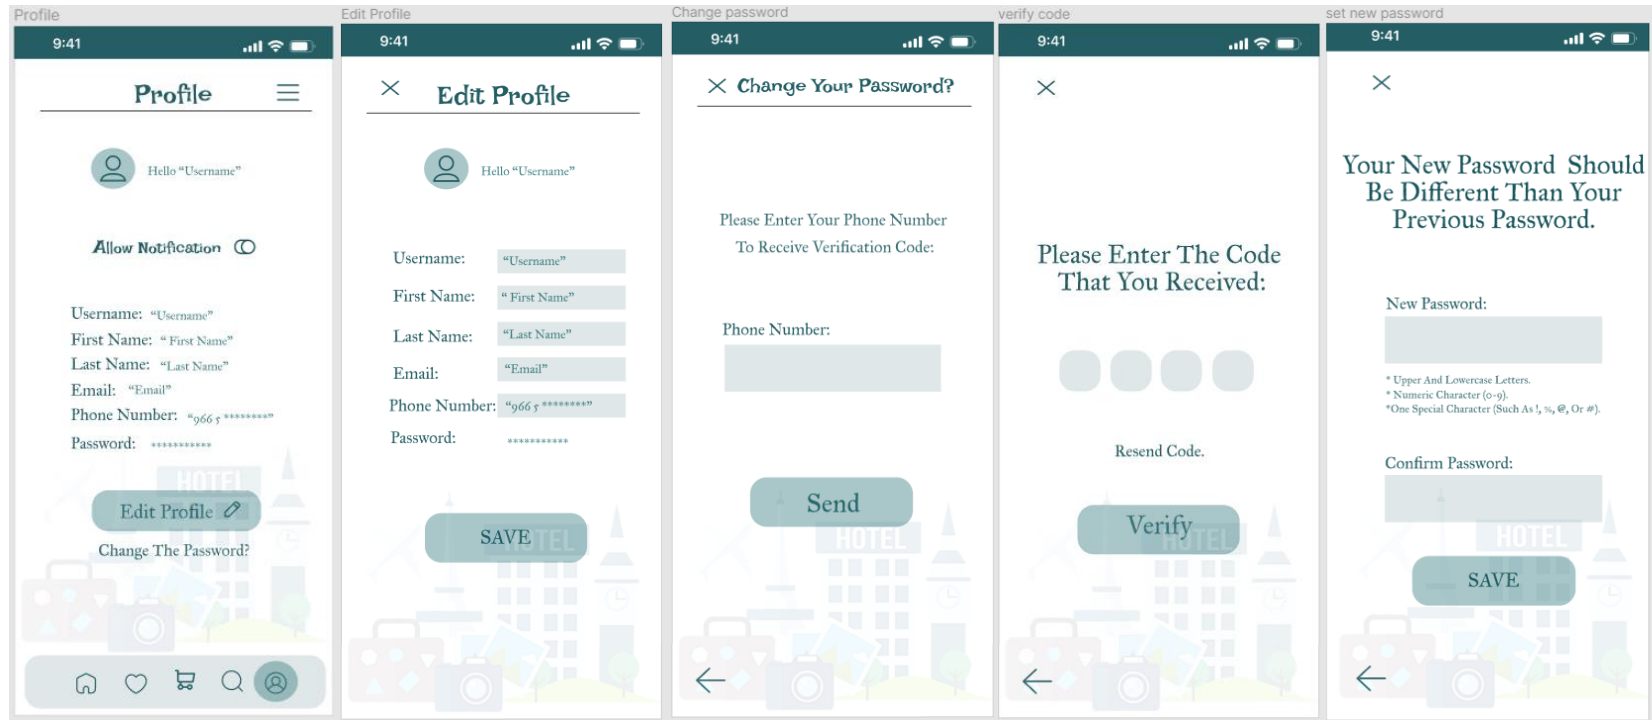 Profile
9:41
Profile
Hello “Username”
Allow Notification
Username: “Username”
First Name: “ First Name”
Last Name: “Last Name”
Email: “Email”
Phone Number: “966 5 ********”
Password: ***********
HOTEL
Edit Profile
Change The Password?
Edit Profile
9:41
Edit Profile
Hello “Username”
Username: “Username”
First Name: “ First Name”
Last Name: “Last Name”
Email: “Email”
Phone Number: “966 5 ********”
Password: ***********
SAVE
HOTEL
Change password
9:41
Change Your Password?
Please Enter Your Phone Number
To Receive Verification Code:
Phone Number:
Send
HOTEL
verify code
9:41
Please Enter The Code
That You Received:
Resend Code.
Verify
HOTEL
set new password
9:41
Your New Password Should
Be Different Than Your
Previous Password.
New Password:
* Upper And Lowercase Letters.
* Numeric Character (0-9).
*One Special Character (Such As !, %, @, Or #).
Confirm Password:
HOTEL
SAVE